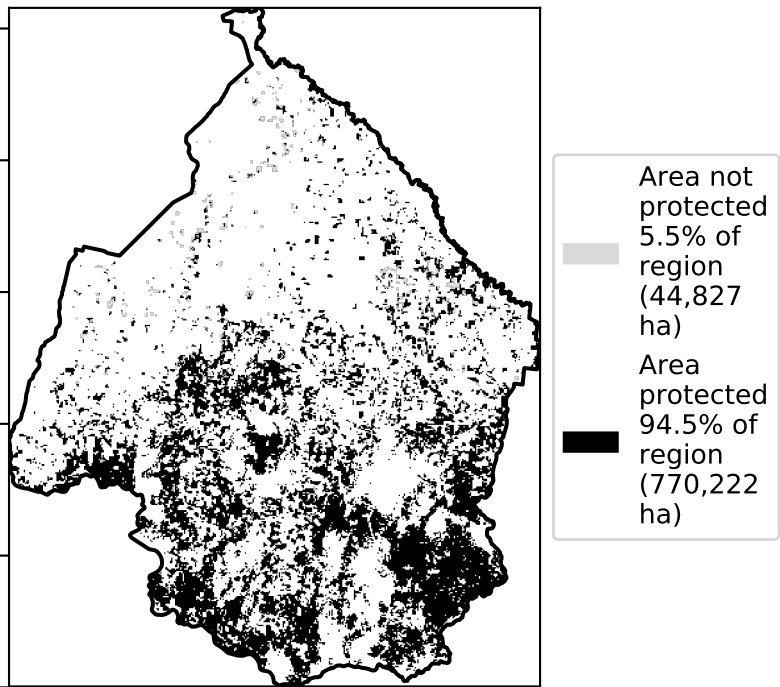 Area not
protected
5.5% of
region
(44,827
ha)
Area
protected
94.5% of
region
(770,222
ha)